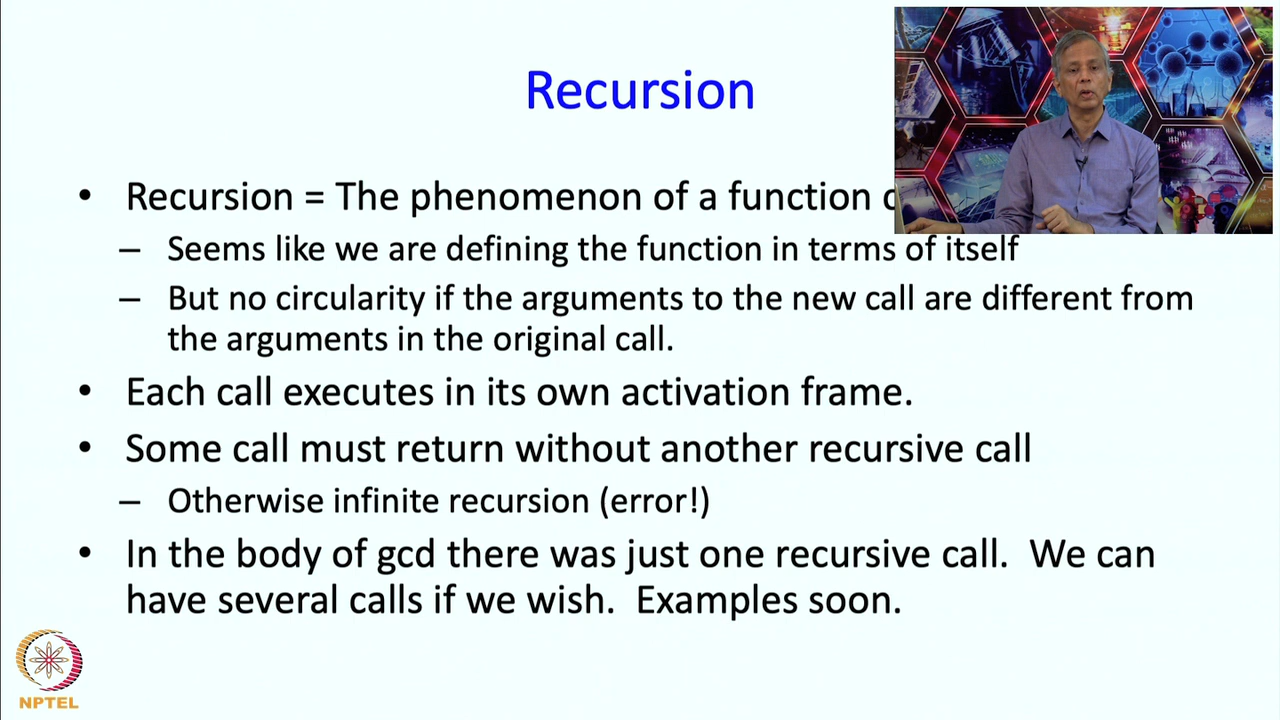 Recursion
• Recursion = The phenomenon of a function
– Seems like we are defining the function in terms of itself
– But no circularity if the arguments to the new call are different from
the arguments in the original call.
• Each call executes in its own activation frame.
• Some call must return without another recursive call
– Otherwise infinite recursion (error!)
• In the body of gcd there was just one recursive call. We can
have several calls if we wish. Examples soon.
NPTEL